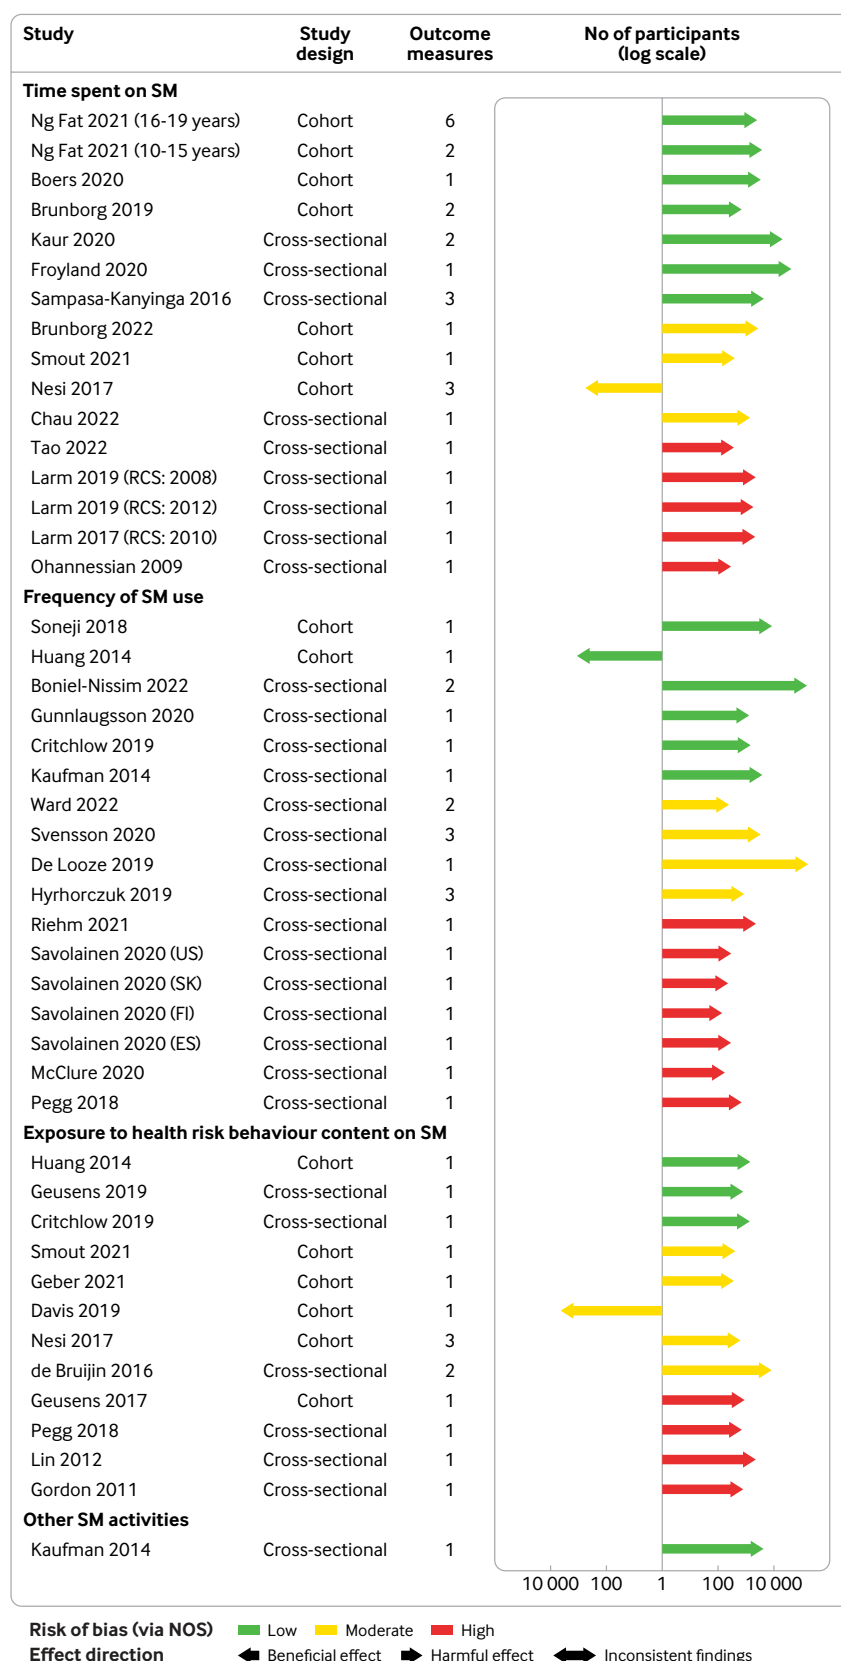 Study Study design Outcome measures No of participants (log scale)
Time spent on SM
Ng Fat 2021 (16-19 years) Cohort 6
Ng Fat 2021 (10-15 years) Cohort 2
Boers 2020 Cohort 1
Brunborg 2019 Cohort 2
Kaur 2020 Cross-sectional 2
Froyland 2020 Cross-sectional 1
Sampasa-Kanyinga 2016 Cross-sectional 3
Brunborg 2022 Cohort 1
Smout 2021 Cohort 1
Nesi 2017 Cohort 3
Chau 2022 Cross-sectional 1
Tao 2022 Cross-sectional 1
Larm 2019 (RCS: 2008) Cross-sectional 1
Larm 2019 (RCS: 2012) Cross-sectional 1
Larm 2017 (RCS: 2010) Cross-sectional 1
Ohannessian 2009 Cross-sectional 1
Frequency of SM use
Soneji 2018 Cohort 1
Huang 2014 Cohort 1
Boniel-Nissim 2022 Cross-sectional 2
Gunnlaugsson 2020 Cross-sectional 1
Critchlow 2019 Cross-sectional 1
Kaufman 2014 Cross-sectional 1
Ward 2022 Cross-sectional 2
Svensson 2020 Cross-sectional 3
De Looze 2019 Cross-sectional 1
Hyrhorczuk 2019 Cross-sectional 3
Riehm 2021 Cross-sectional 1
Savolainen 2020 (US) Cross-sectional 1
Savolainen 2020 (SK) Cross-sectional 1
Savolainen 2020 (FI) Cross-sectional 1
Savolainen 2020 (ES) Cross-sectional 1
McClure 2020 Cross-sectional 1
Pegg 2018 Cross-sectional 1
Exposure to health risk behaviour content on SM
Huang 2014 Cohort 1
Geusens 2019 Cross-sectional 1
Critchlow 2019 Cross-sectional 1
Smout 2021 Cohort 1
Geber 2021 Cohort 1
Davis 2019 Cohort 1
Nesi 2017 Cohort 3
de Bruijin 2016 Cross-sectional 2
Geusens 2017 Cohort 1
Pegg 2018 Cross-sectional 1
Lin 2012 Cross-sectional 1
Gordon 2011 Cross-sectional 1
Other SM activities
Kaufman 2014 Cross-sectional 1
10 000 100 1 100 10 000
Risk of bias (via NOS) Low Moderate High
Effect direction Beneficial effect Harmful effect Inconsistent findings